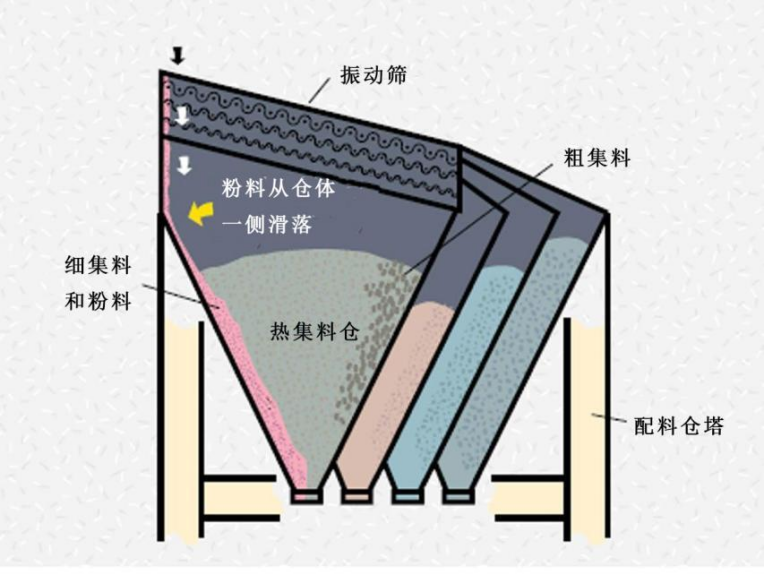 振动筛
粗集料
粉料从仓体
一侧滑落
细集料
和粉料
热集料仓
配料仓塔